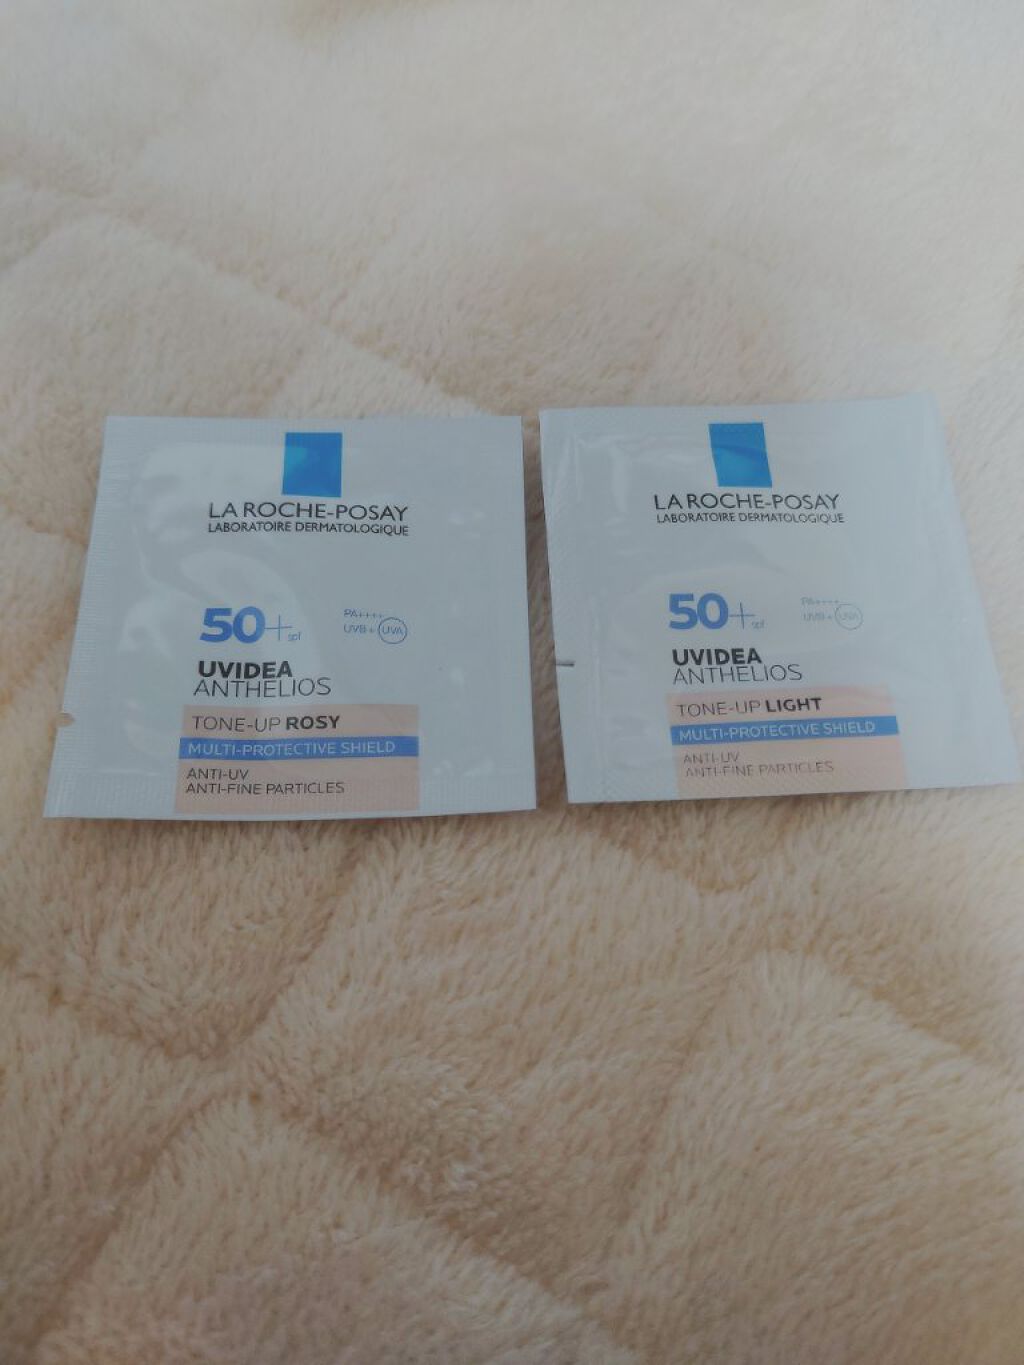 LA ROCHE-POSAY
LABORATOIRE DERMATOLOGIQUE
50+ spf
PA++++
UVB + UVA
UVIDEA
ANTHELIOS
TONE-UP ROSY
MULTI-PROTECTIVE SHIELD
ANTI-UV
ANTI-FINE PARTICLES
LA ROCHE-POSAY
LABORATOIRE DERMATOLOGIQUE
50+ spf
PA++++
UVB + UVA
UVIDEA
ANTHELIOS
TONE-UP LIGHT
MULTI-PROTECTIVE SHIELD
ANTI-UV
ANTI-FINE PARTICLES